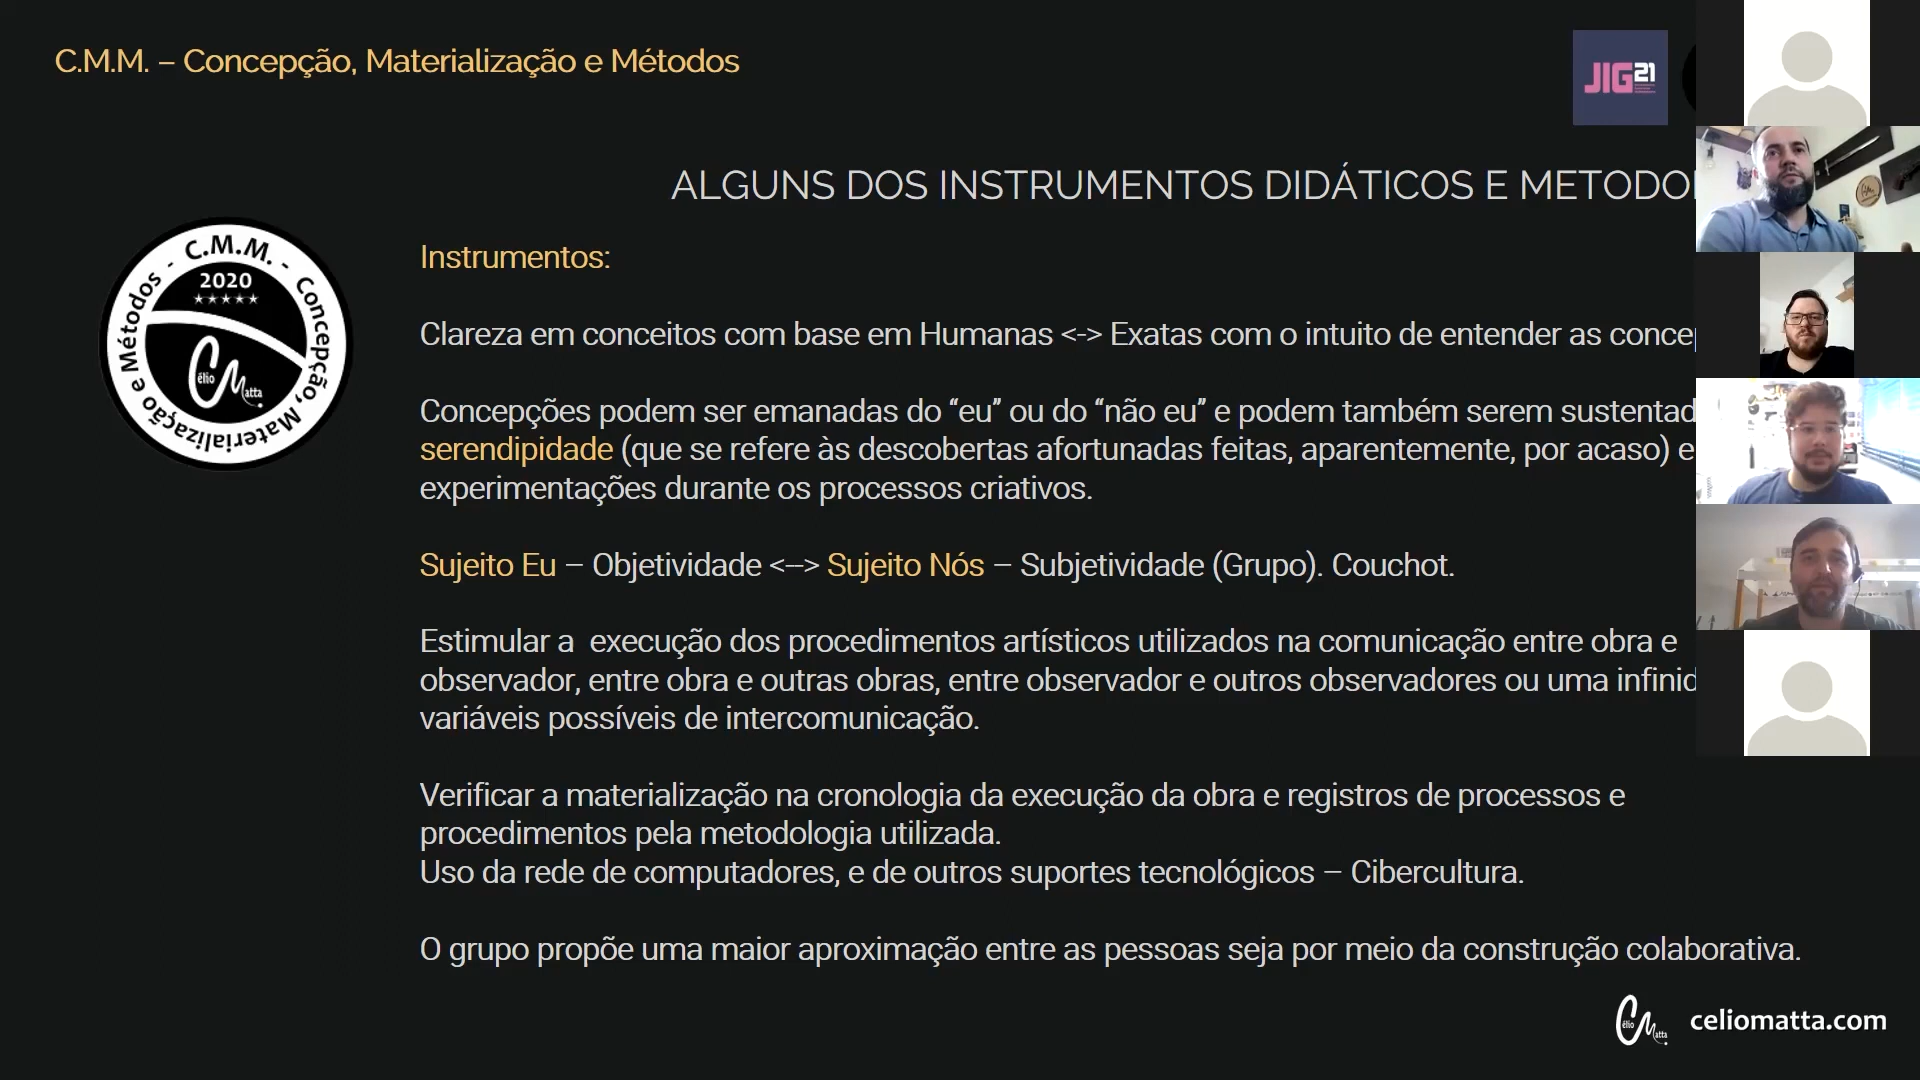 C.M.M. – Concepção, Materialização e Métodos
JIG21
ALGUNS DOS INSTRUMENTOS DIDÁTICOS E METODO
C.M.M. - Concepção, Materialização e Métodos -
2020
Célio Matta
Instrumentos:
Clareza em conceitos com base em Humanas <-> Exatas com o intuito de entender as conce
Concepções podem ser emanadas do “eu” ou do “não eu” e podem também serem sustentad
serendipidade (que se refere às descobertas afortunadas feitas, aparentemente, por acaso) e
experimentações durante os processos criativos.
Sujeito Eu – Objetividade <--> Sujeito Nós – Subjetividade (Grupo). Couchot.
Estimular a  execução dos procedimentos artísticos utilizados na comunicação entre obra e
observador, entre obra e outras obras, entre observador e outros observadores ou uma infinid
variáveis possíveis de intercomunicação.
Verificar a materialização na cronologia da execução da obra e registros de processos e
procedimentos pela metodologia utilizada.
Uso da rede de computadores, e de outros suportes tecnológicos – Cibercultura.
O grupo propõe uma maior aproximação entre as pessoas seja por meio da construção colaborativa.
Célio Matta
celiomatta.com